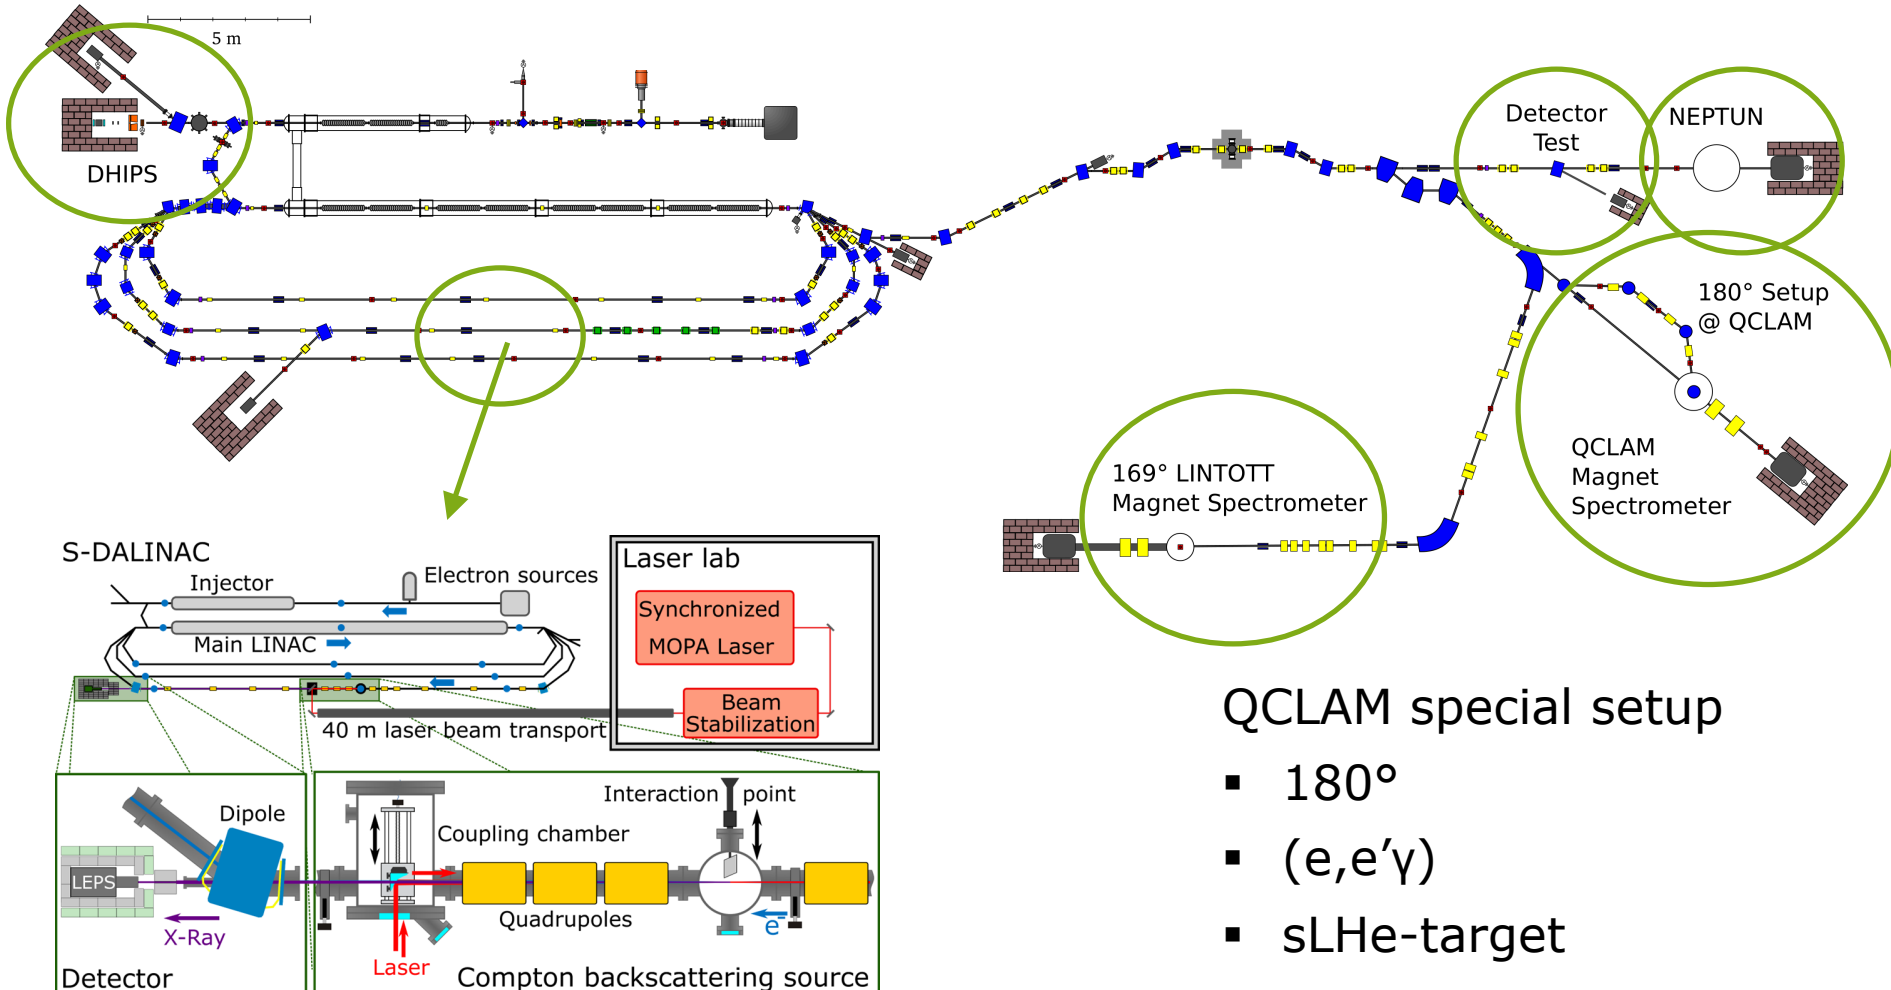 5 m
DHIPS
Detector
Test
NEPTUN
180° Setup
@ QCLAM
QCLAM
Magnet
Spectrometer
169° LINTOTT
Magnet Spectrometer
S-DALINAC
Injector
Electron sources
Main LINAC
Laser lab
Synchronized
MOPA Laser
Beam
Stabilization
40 m laser beam transport
Dipole
LEPS
X-Ray
Detector
Interaction point
Coupling chamber
Quadrupoles
e⁻
Laser
Compton backscattering source
QCLAM special setup
▪ 180°
▪ (e,e’γ)
▪ sLHe-target